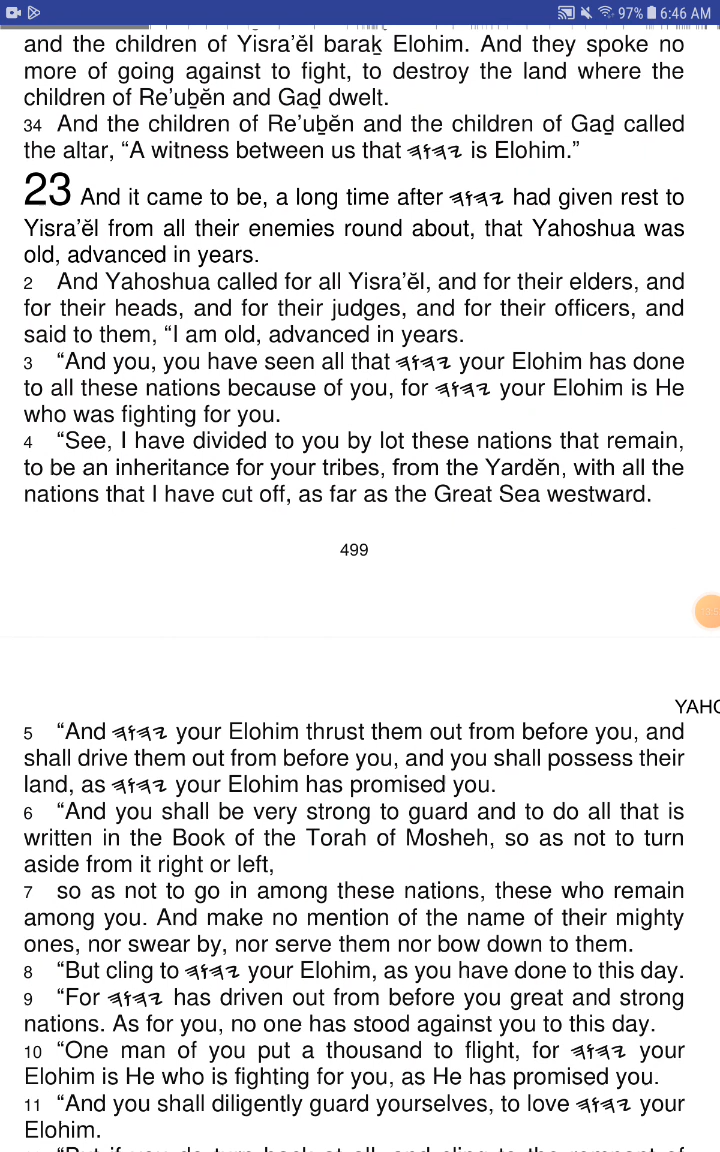 97% 6:46 AM
and the children of Yisra’ĕl baraḵ Elohim. And they spoke no
more of going against to fight, to destroy the land where the
children of Re’uḇĕn and Gaḏ dwelt.
34 And the children of Re’uḇĕn and the children of Gaḏ called
the altar, “A witness between us that 𐤉𐤄𐤅𐤄 is Elohim.”
23 And it came to be, a long time after 𐤉𐤄𐤅𐤄 had given rest to
Yisra’ĕl from all their enemies round about, that Yahoshua was
old, advanced in years.
2 And Yahoshua called for all Yisra’ĕl, and for their elders, and
for their heads, and for their judges, and for their officers, and
said to them, “I am old, advanced in years.
3 “And you, you have seen all that 𐤉𐤄𐤅𐤄 your Elohim has done
to all these nations because of you, for 𐤉𐤄𐤅𐤄 your Elohim is He
who was fighting for you.
4 “See, I have divided to you by lot these nations that remain,
to be an inheritance for your tribes, from the Yardĕn, with all the
nations that I have cut off, as far as the Great Sea westward.
499
5 “And 𐤉𐤄𐤅𐤄 your Elohim thrust them out from before you, and
shall drive them out from before you, and you shall possess their
land, as 𐤉𐤄𐤅𐤄 your Elohim has promised you.
6 “And you shall be very strong to guard and to do all that is
written in the Book of the Torah of Mosheh, so as not to turn
aside from it right or left,
7 so as not to go in among these nations, these who remain
among you. And make no mention of the name of their mighty
ones, nor swear by, nor serve them nor bow down to them.
8 “But cling to 𐤉𐤄𐤅𐤄 your Elohim, as you have done to this day.
9 “For 𐤉𐤄𐤅𐤄 has driven out from before you great and strong
nations. As for you, no one has stood against you to this day.
10 “One man of you put a thousand to flight, for 𐤉𐤄𐤅𐤄 your
Elohim is He who is fighting for you, as He has promised you.
11 “And you shall diligently guard yourselves, to love 𐤉𐤄𐤅𐤄 your
Elohim.